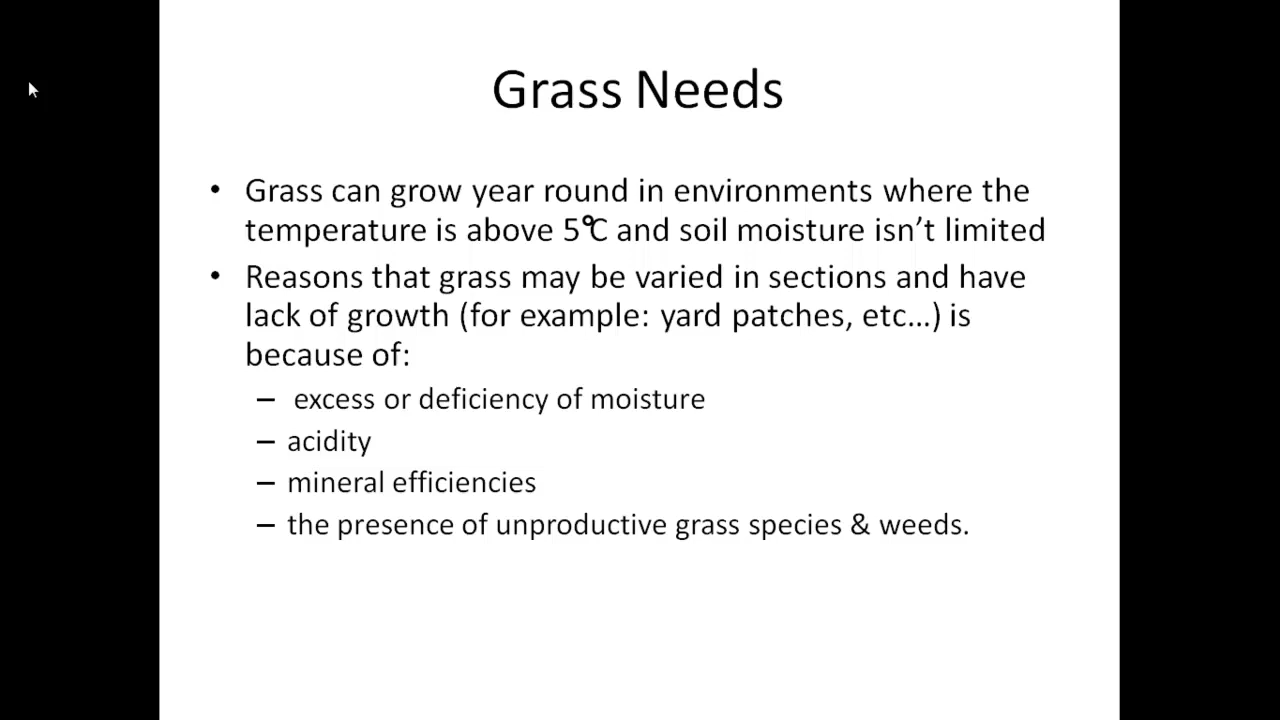 Grass Needs
• Grass can grow year round in environments where the
temperature is above 5℃ and soil moisture isn’t limited
• Reasons that grass may be varied in sections and have
lack of growth (for example: yard patches, etc…) is
because of:
– excess or deficiency of moisture
– acidity
– mineral efficiencies
– the presence of unproductive grass species & weeds.